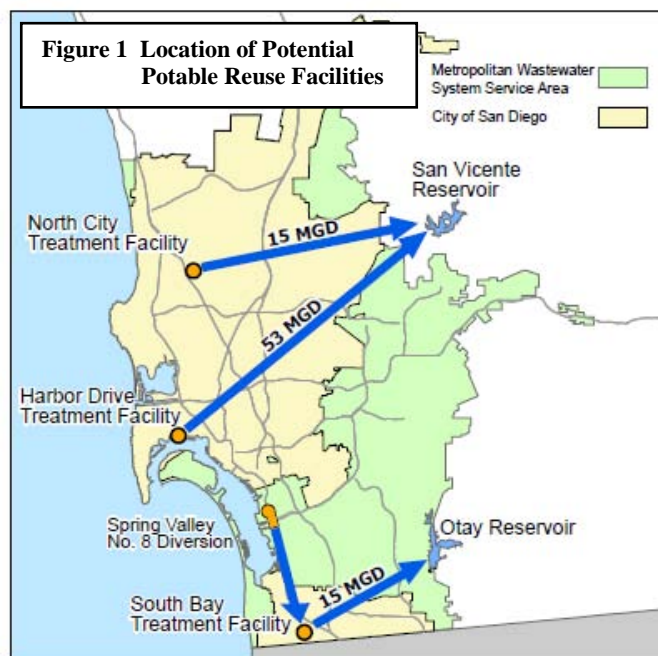 Figure 1 Location of Potential
Potable Reuse Facilities
Metropolitan Wastewater
System Service Area
City of San Diego
San Vicente
Reservoir
North City
Treatment Facility
15 MGD
53 MGD
Harbor Drive
Treatment Facility
Spring Valley
No. 8 Diversion
Otay Reservoir
South Bay
Treatment Facility
15 MGD